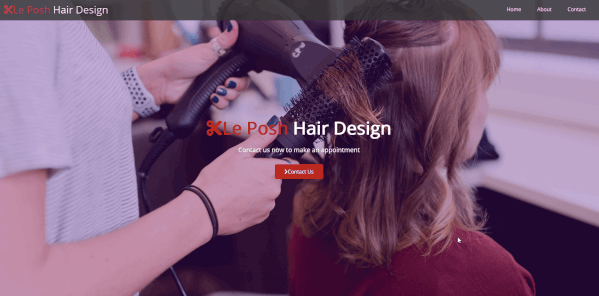 Le Posh Hair Design
Home About Contact
Le Posh Hair Design
Contact us now to make an appointment
Contact Us